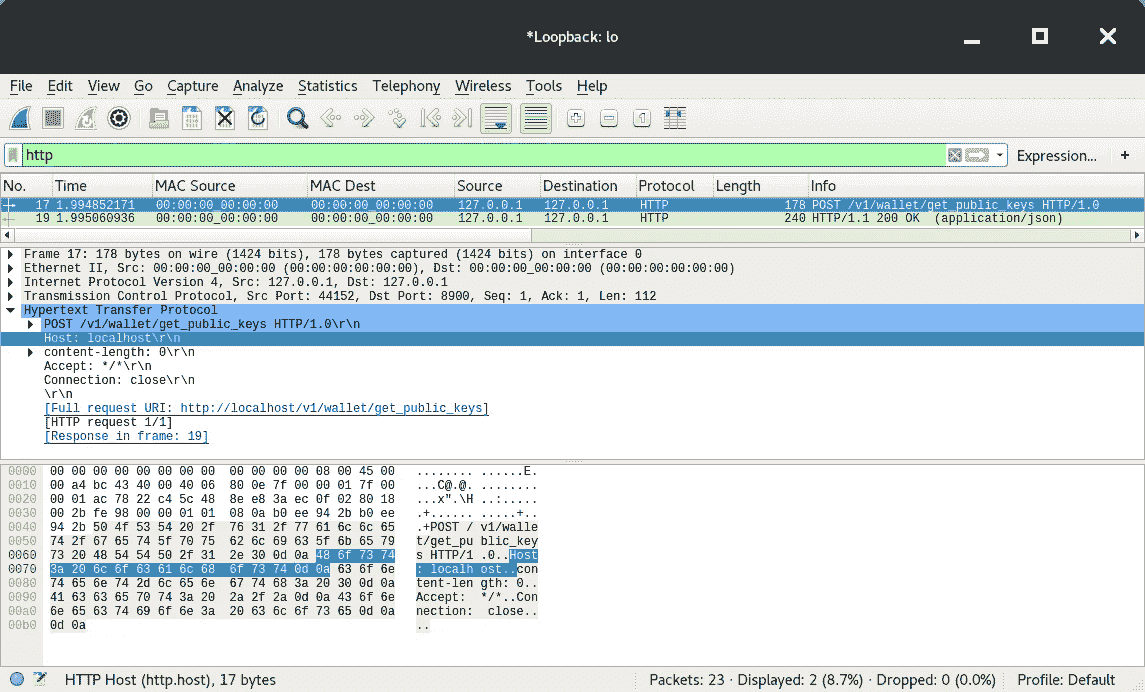 *Loopback: lo
File Edit View Go Capture Analyze Statistics Telephony Wireless Tools Help
http Expression... +
No. Time MAC Source MAC Dest Source Destination Protocol Length Info
17 1.994852171 00:00:00_00:00:00 00:00:00_00:00:00 127.0.0.1 127.0.0.1 HTTP 178 POST /v1/wallet/get_public_keys HTTP/1.0
19 1.995060936 00:00:00_00:00:00 00:00:00_00:00:00 127.0.0.1 127.0.0.1 HTTP 240 HTTP/1.1 200 OK (application/json)
Frame 17: 178 bytes on wire (1424 bits), 178 bytes captured (1424 bits) on interface 0
Ethernet II, Src: 00:00:00_00:00:00 (00:00:00:00:00:00), Dst: 00:00:00_00:00:00 (00:00:00:00:00:00)
Internet Protocol Version 4, Src: 127.0.0.1, Dst: 127.0.0.1
Transmission Control Protocol, Src Port: 44152, Dst Port: 8900, Seq: 1, Ack: 1, Len: 112
Hypertext Transfer Protocol
POST /v1/wallet/get_public_keys HTTP/1.0\r\n
Host: localhost\r\n
content-length: 0\r\n
Accept: */*\r\n
Connection: close\r\n
\r\n
[Full request URI: http://localhost/v1/wallet/get_public_keys]
[HTTP request 1/1]
[Response in frame: 19]
0000 00 00 00 00 00 00 00 00 00 00 00 00 08 00 45 00 ........ ......E.
0010 00 a4 bc 43 40 00 40 06 80 0e 7f 00 00 01 7f 00 ...C@.@. ........
0020 00 01 ac 78 22 c4 5c 48 8e e8 3a ec 0f 02 80 18 ...x".\H ..:.....
0030 00 2b fe 98 00 00 01 01 08 0a b0 ee 94 2b b0 ee .+...... .....+..
0040 94 2b 50 4f 53 54 20 2f 76 31 2f 77 61 6c 6c 65 .+POST / v1/walle
0050 74 2f 67 65 74 5f 70 75 62 6c 69 63 5f 6b 65 79 t/get_pu blic_key
0060 73 20 48 54 54 50 2f 31 2e 30 0d 0a 48 6f 73 74 s HTTP/1 .0..Host
0070 3a 20 6c 6f 63 61 6c 68 6f 73 74 0d 0a 63 6f 6e : localh ost..con
0080 74 65 6e 74 2d 6c 65 6e 67 74 68 3a 20 30 0d 0a tent-len gth: 0..
0090 41 63 63 65 70 74 3a 20 2a 2f 2a 0d 0a 43 6f 6e Accept: */*..Con
00a0 6e 65 63 74 69 6f 6e 3a 20 63 6c 6f 73 65 0d 0a nection: close..
00b0 0d 0a ..
HTTP Host (http.host), 17 bytes Packets: 23 · Displayed: 2 (8.7%) · Dropped: 0 (0.0%) Profile: Default